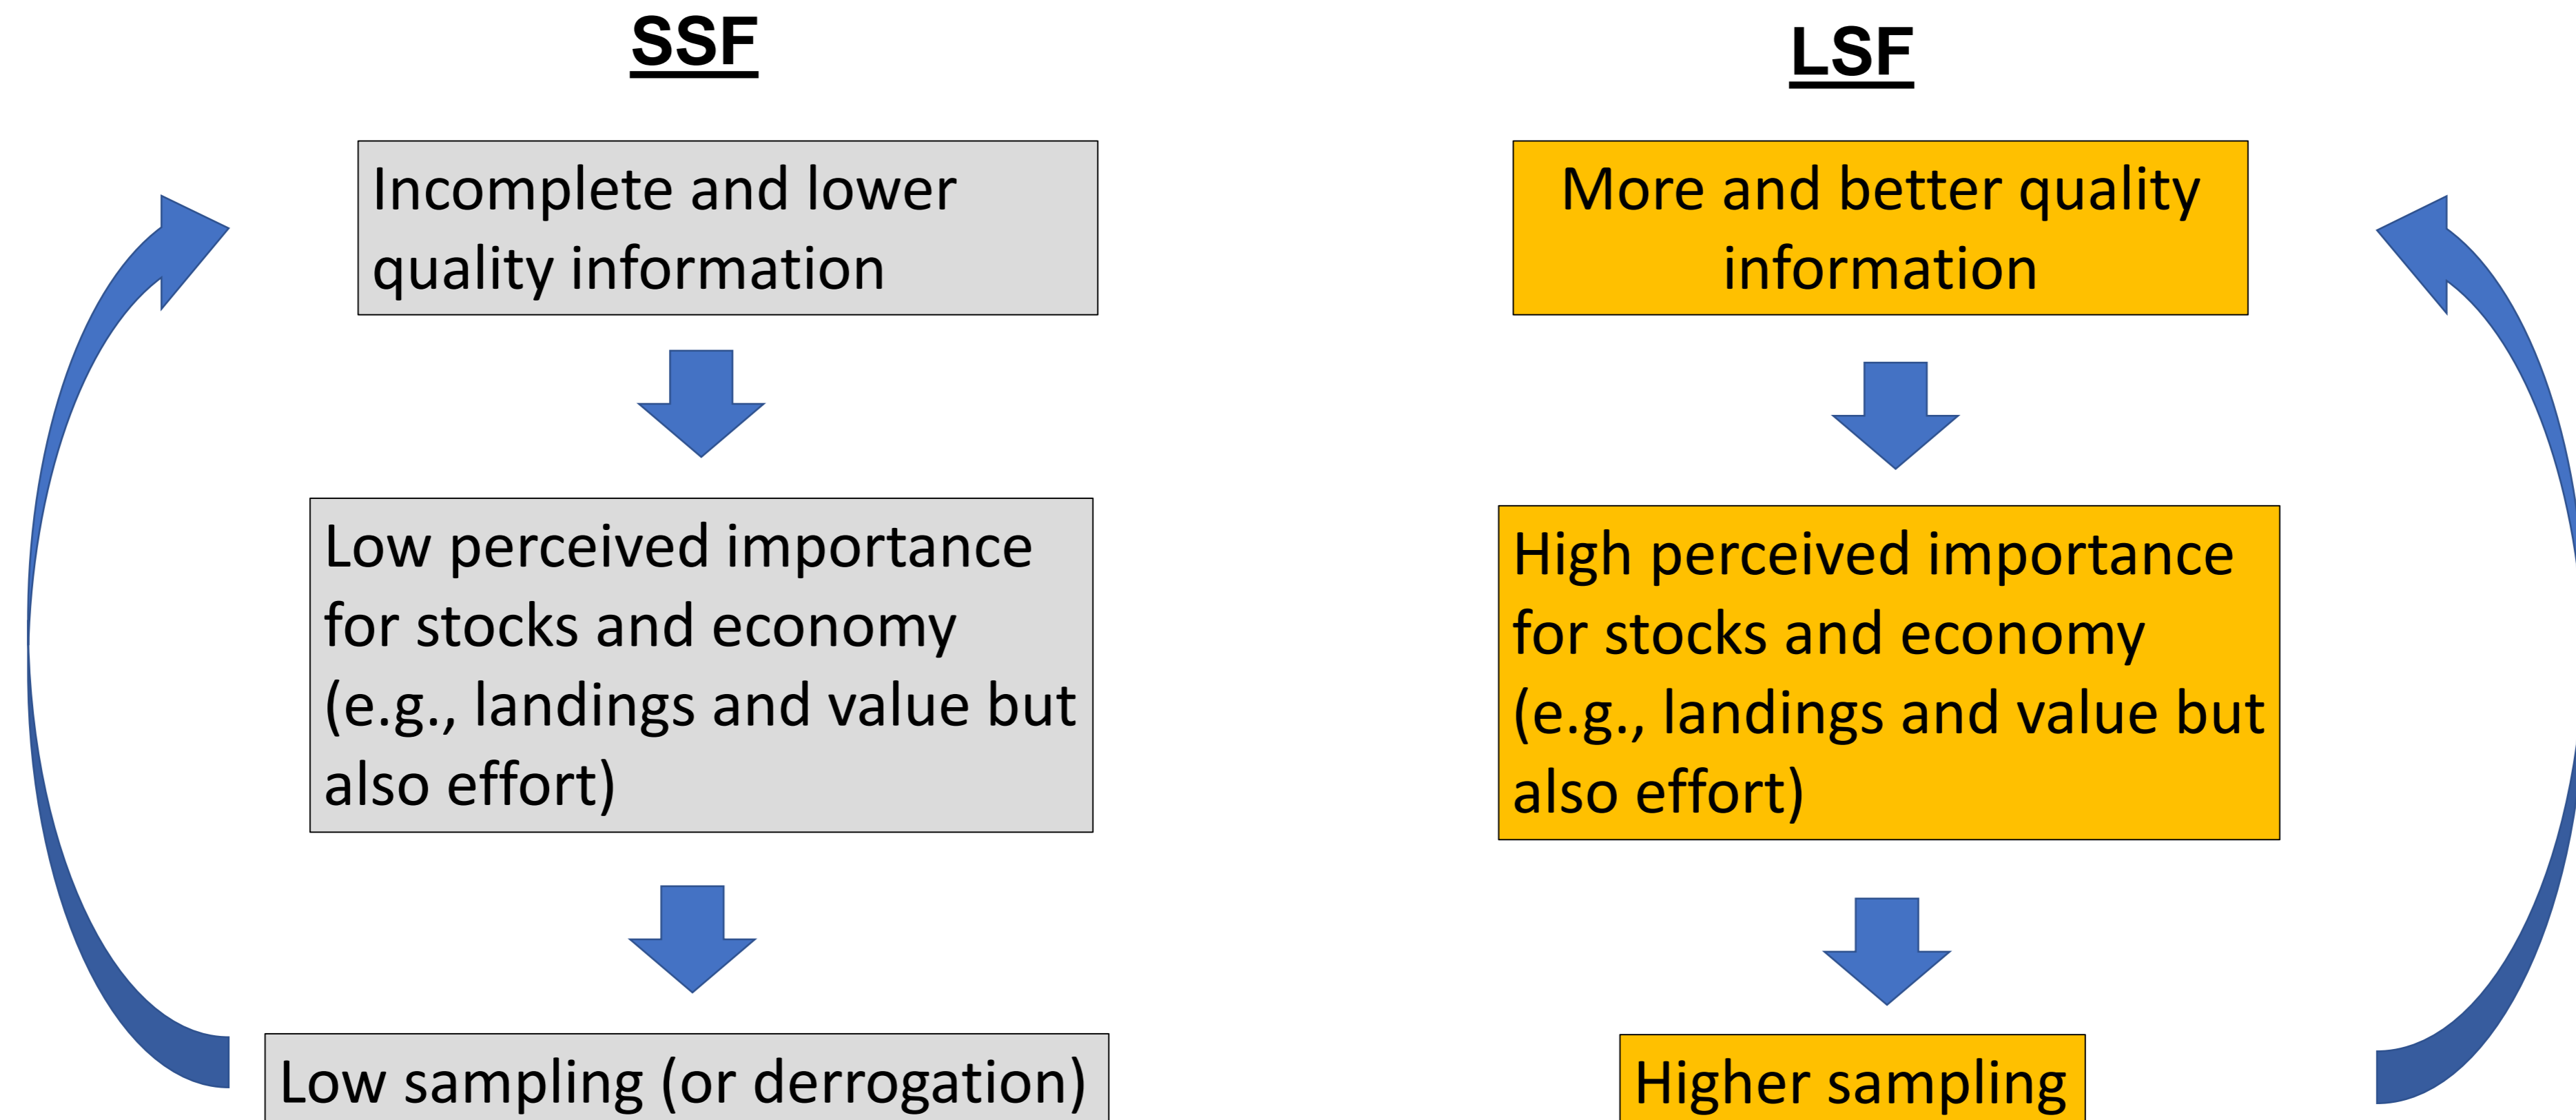 SSF
Incomplete and lower
quality information
Low perceived importance
for stocks and economy
(e.g., landings and value but
also effort)
Low sampling (or derrogation)
LSF
More and better quality
information
High perceived importance
for stocks and economy
(e.g., landings and value but
also effort)
Higher sampling